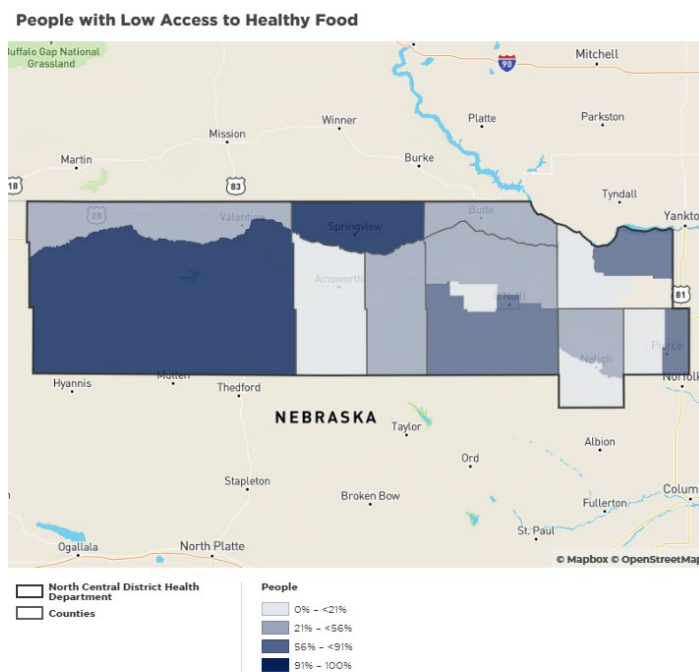 People with Low Access to Healthy Food
Buffalo Gap National
Grassland
90
Mitchell
Winner
Platte
Parkston
Mission
Martin
Burke
18
83
Tyndall
20
Valentine
Springview
Butte
Yankto
Ainsworth
O'Neill
81
Neligh
Pierce
Hyannis
Mullen
Thedford
Norfolk
NEBRASKA
Taylor
Albion
Ord
Stapleton
Broken Bow
Fullerton
Colum
St. Paul
Ogallala
North Platte
© Mapbox © OpenStreetMap
North Central District Health
Department
Counties
People
0% - <21%
21% - <56%
56% - <91%
91% - 100%